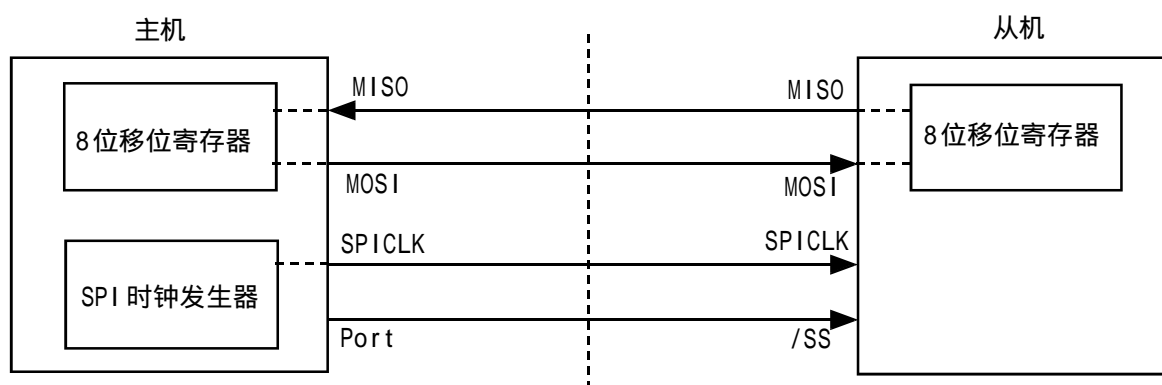 主机
从机
MISO
MISO
8位移位寄存器
8位移位寄存器
MOSI
MOSI
SPICLK
SPICLK
SPI时钟发生器
Port
/SS